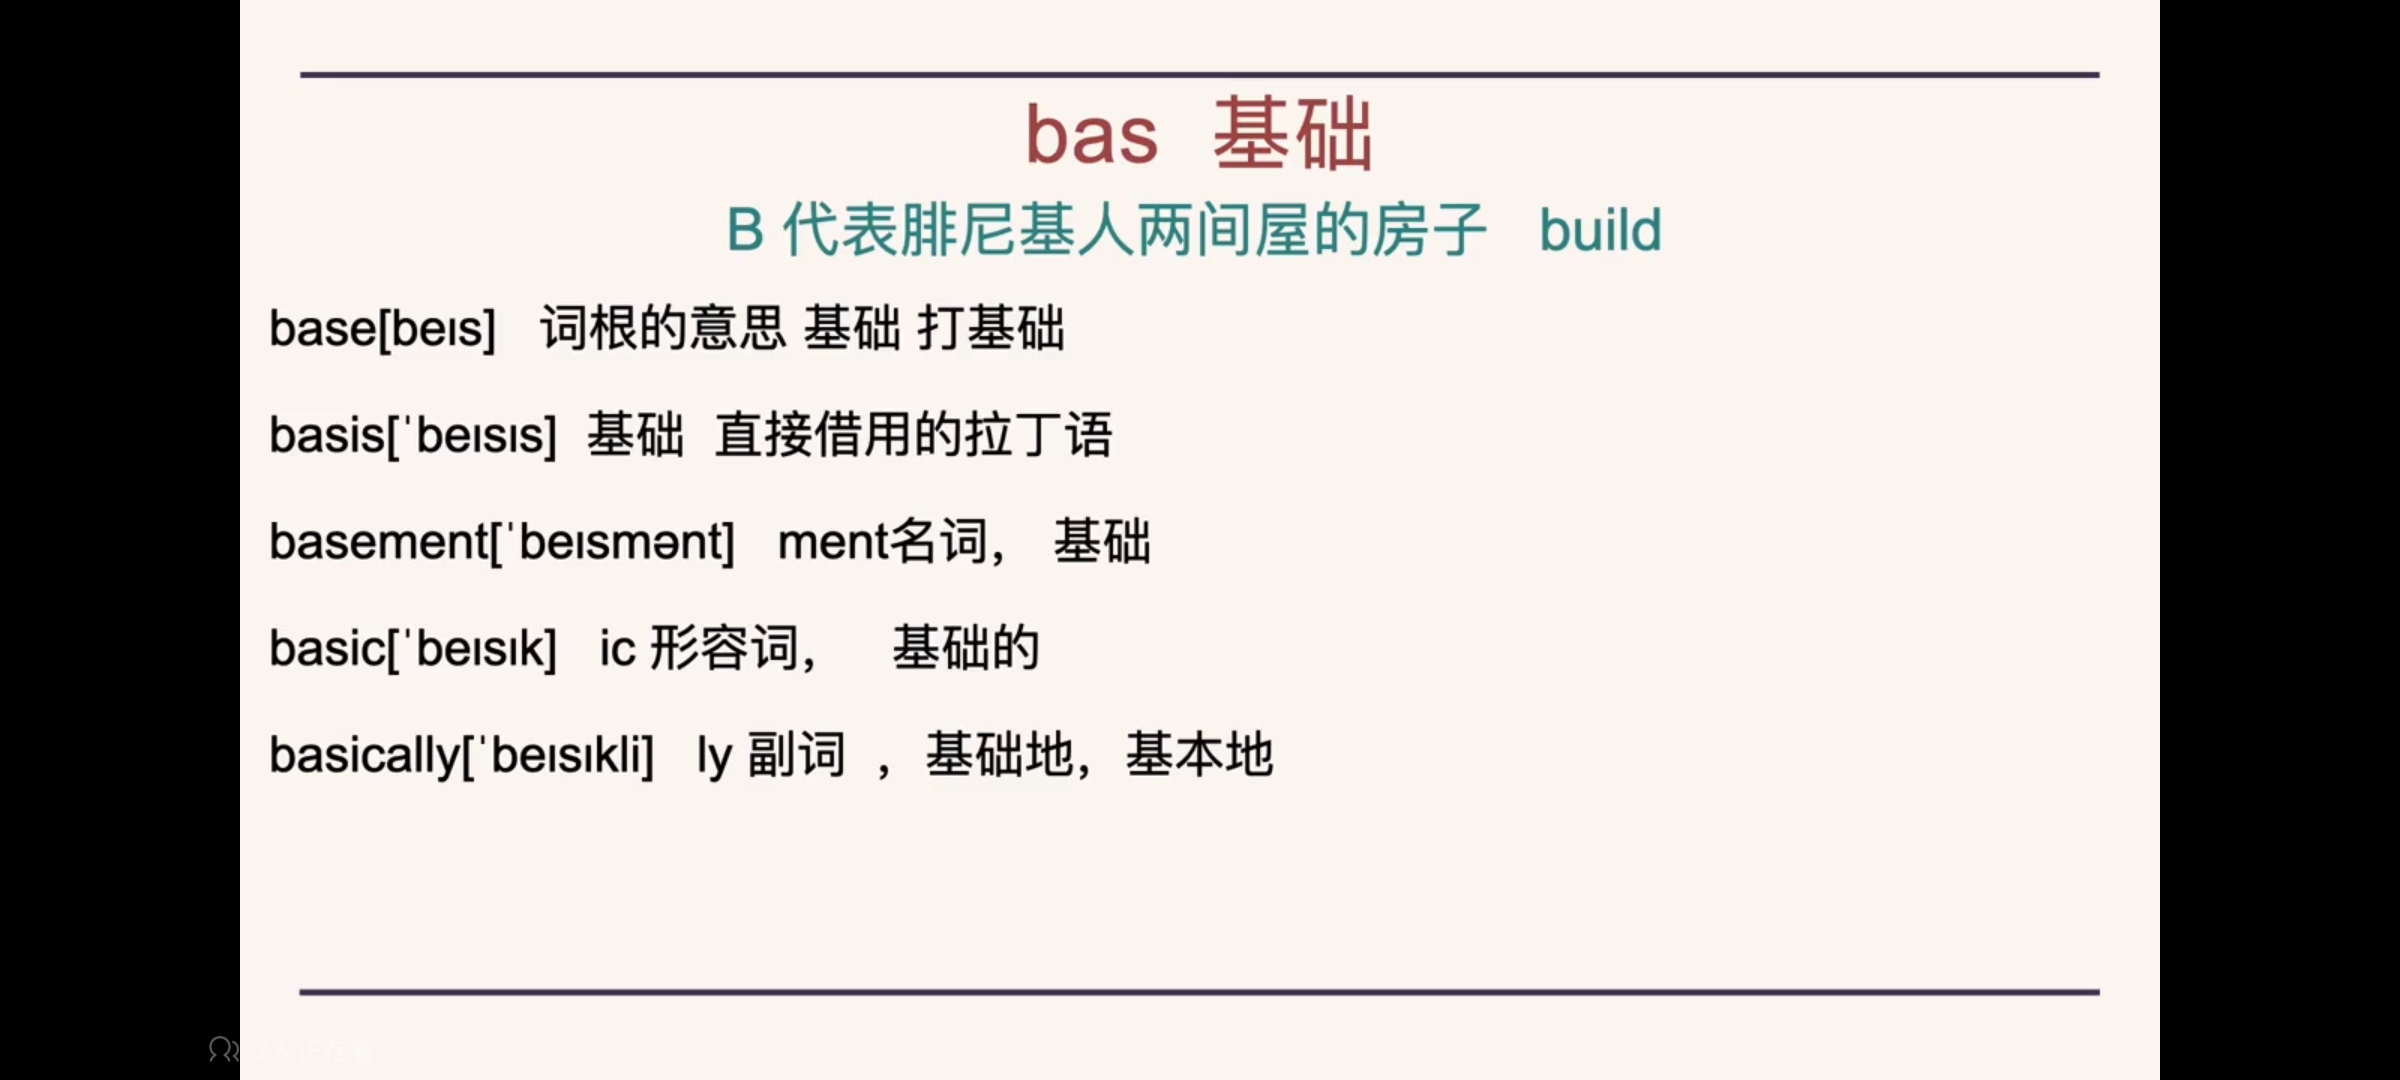 bas 基础
B 代表腓尼基人两间屋的房子 build
base[beɪs] 词根的意思 基础 打基础
basis[ˈbeɪsɪs] 基础 直接借用的拉丁语
basement[ˈbeɪsmənt] ment名词， 基础
basic[ˈbeɪsɪk] ic 形容词， 基础的
basically[ˈbeɪsɪkli] ly 副词 ，基础地，基本地
2人正在看